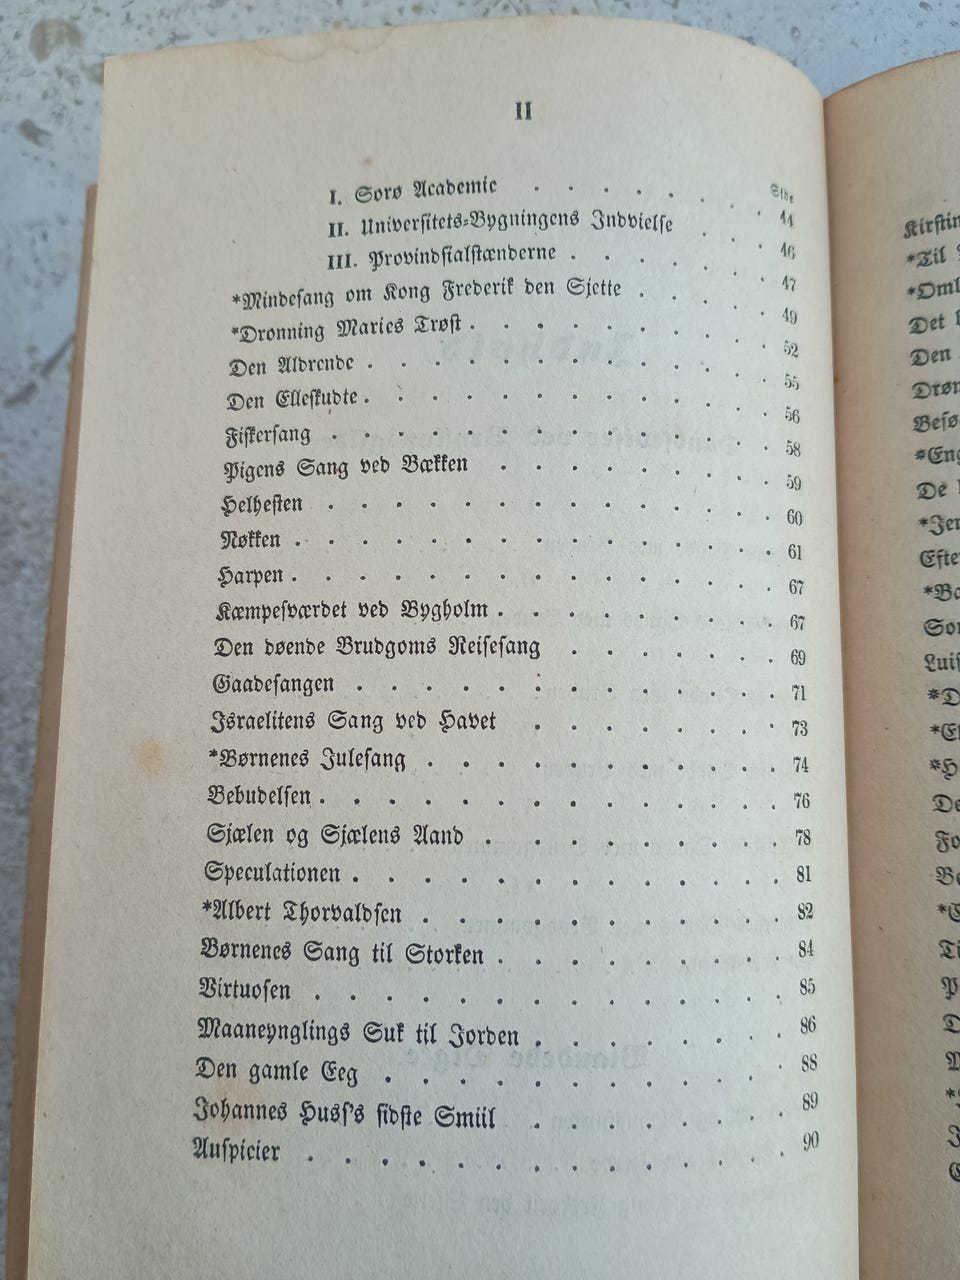 II
Side
I. Sorø Academie . . . . . 44
II. Universitets-Bygningens Indvielse . . 46
III. Provindsialstænderne . . . . . 47
*Mindesang om Kong Frederik den Sjette . . . . 49
*Dronning Maries Trøst . . . . . . . . . 52
Den Aldrende . . . . . . . . . . . . 55
Den Elleskudte . . . . . . . . . . . . 56
Fiskersang . . . . . . . . . . . . . 58
Pigens Sang ved Bækken . . . . . . . . 59
Helhesten . . . . . . . . . . . . . 60
Nøkken . . . . . . . . . . . . . . 61
Harpen . . . . . . . . . . . . . . 67
Kæmpesværdet ved Bygholm . . . . . . . . 67
Den døende Brudgoms Reisesang . . . . . . 69
Gaadesangen . . . . . . . . . . . . 71
Israelitens Sang ved Havet . . . . . . . 73
*Børnenes Julesang . . . . . . . . . . 74
Bebudelsen . . . . . . . . . . . . . 76
Sjælen og Sjælens Aand . . . . . . . . . 78
Speculationen . . . . . . . . . . . . 81
*Albert Thorvaldsen . . . . . . . . . . 82
Børnenes Sang til Storken . . . . . . . . 84
Virtuosen . . . . . . . . . . . . . 85
Maaneynglings Suk til Jorden . . . . . . . 86
Den gamle Eeg . . . . . . . . . . . . 88
Johannes Huss's sidste Smiil . . . . . . . 89
Auspicier . . . . . . . . . . . . . 90
*Til
Det
Den
De